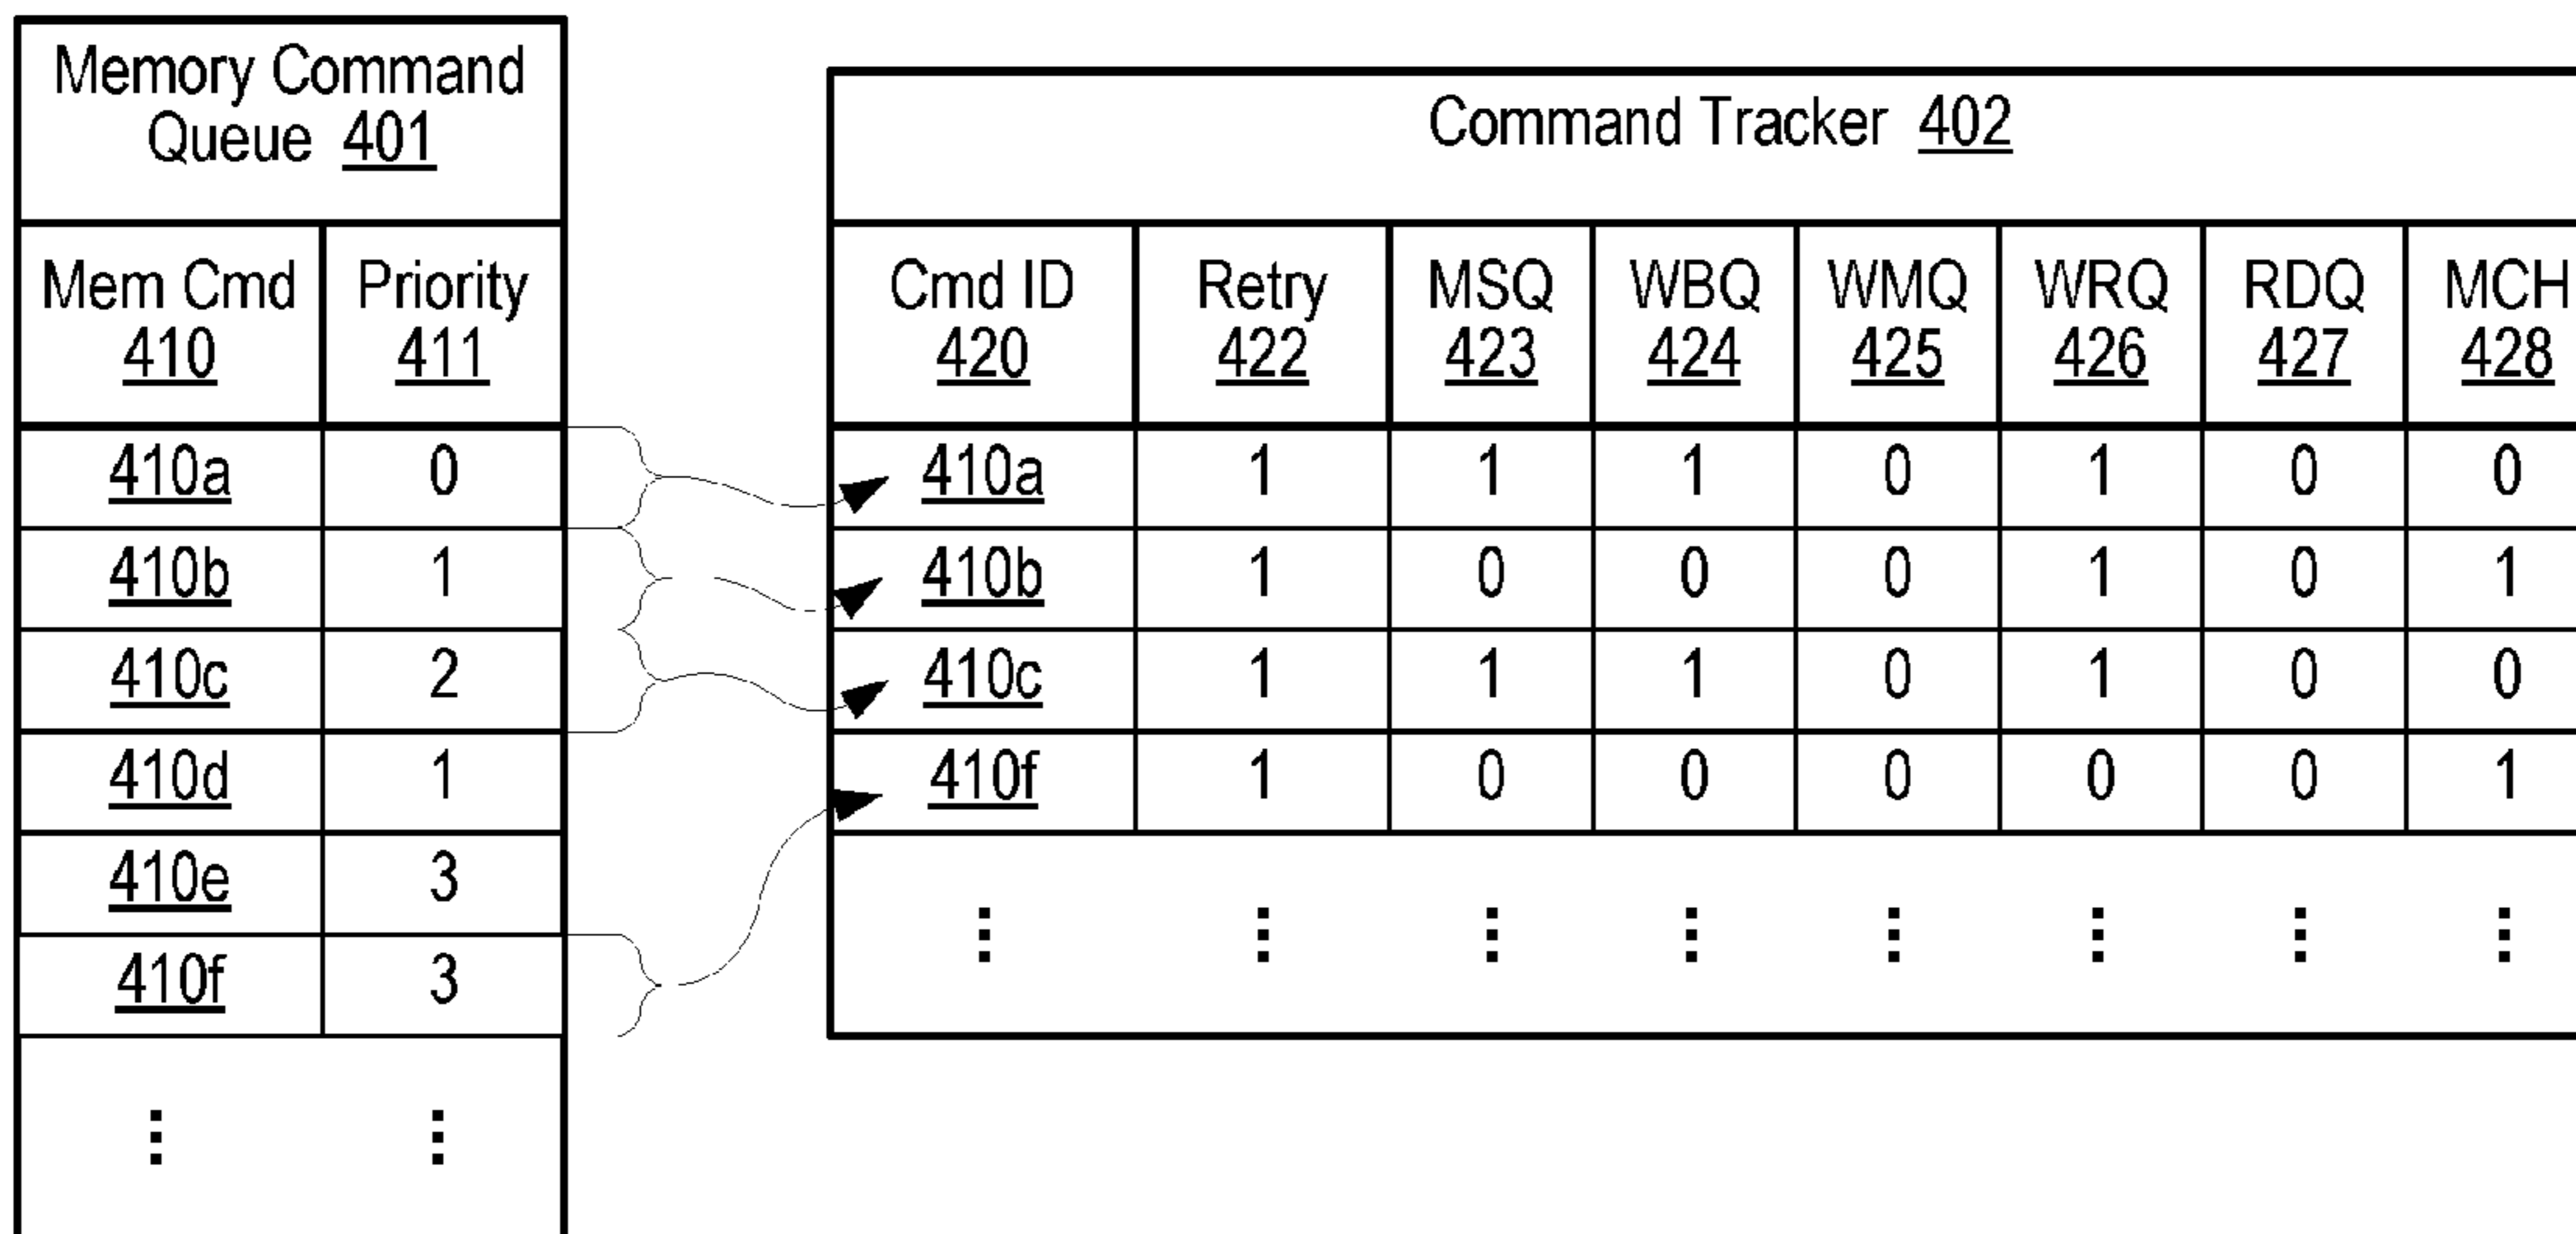 Memory Command
Queue 401
Mem Cmd Priority
410 411
410a 0
410b 1
410c 2
410d 1
410e 3
410f 3
Command Tracker 402
Cmd ID Retry MSQ WBQ WMQ WRQ RDQ MCH
420 422 423 424 425 426 427 428
410a 1 1 1 0 1 0 0
410b 1 0 0 0 1 0 1
410c 1 1 1 0 1 0 0
410f 1 0 0 0 0 0 1